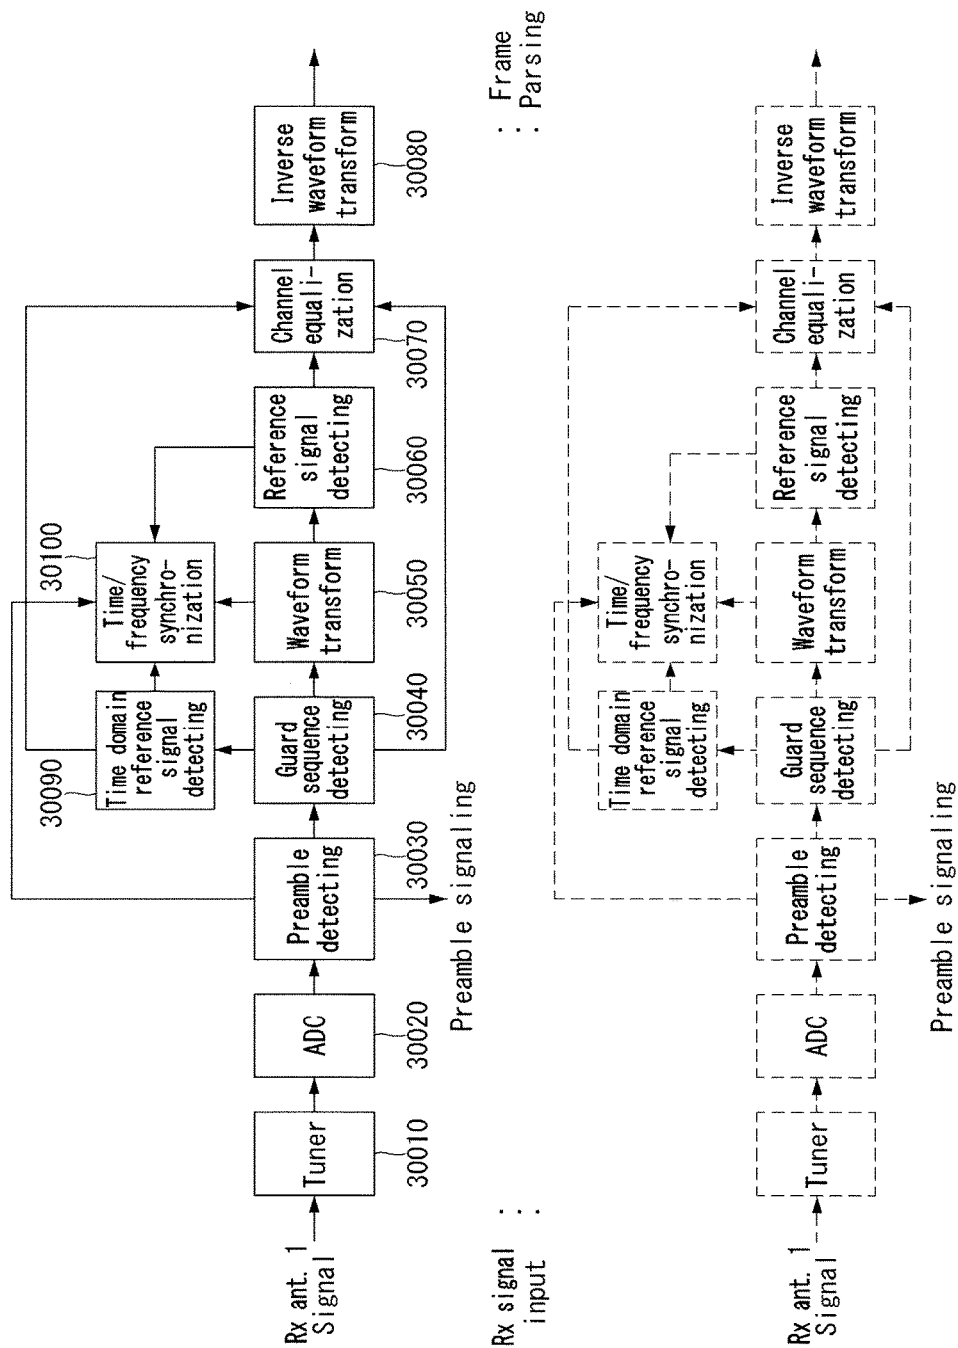 Rx ant. 1
Signal
Tuner
30010
ADC
30020
Preamble
detecting
30030
Preamble signaling
Guard
sequence
detecting
30040
Time domain
reference
signal
detecting
30090
Waveform
transform
30050
Time/
frequency
synchro-
nization
30100
Reference
signal
detecting
30060
Channel
equali-
zation
30070
Inverse
waveform
transform
30080
Rx signal
input
Frame
Parsing
Rx ant. 1
Signal
Tuner
ADC
Preamble
detecting
Preamble signaling
Guard
sequence
detecting
Time domain
reference
signal
detecting
Waveform
transform
Time/
frequency
synchro-
nization
Reference
signal
detecting
Channel
equali-
zation
Inverse
waveform
transform